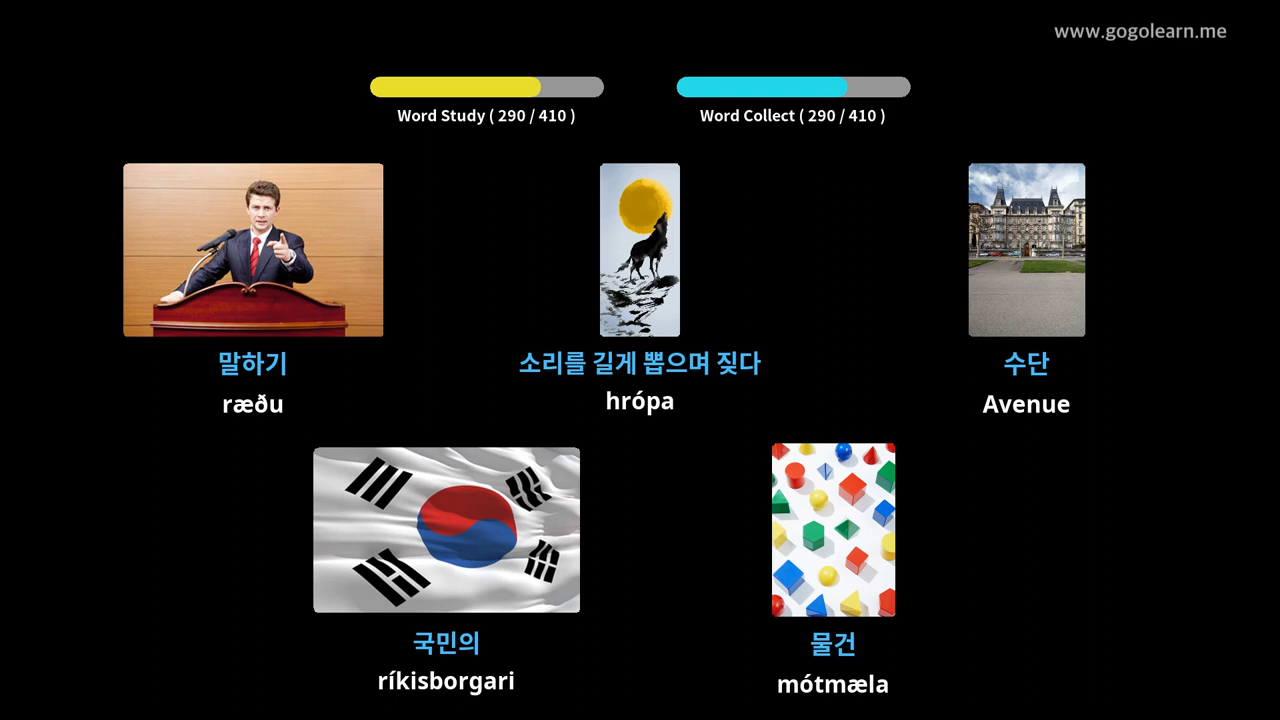 www.gogolearn.me
Word Study ( 290 / 410 )
Word Collect ( 290 / 410 )
말하기
ræðu
소리를 길게 뽑으며 짖다
hrópa
수단
Avenue
국민의
ríkisborgari
물건
mótmæla